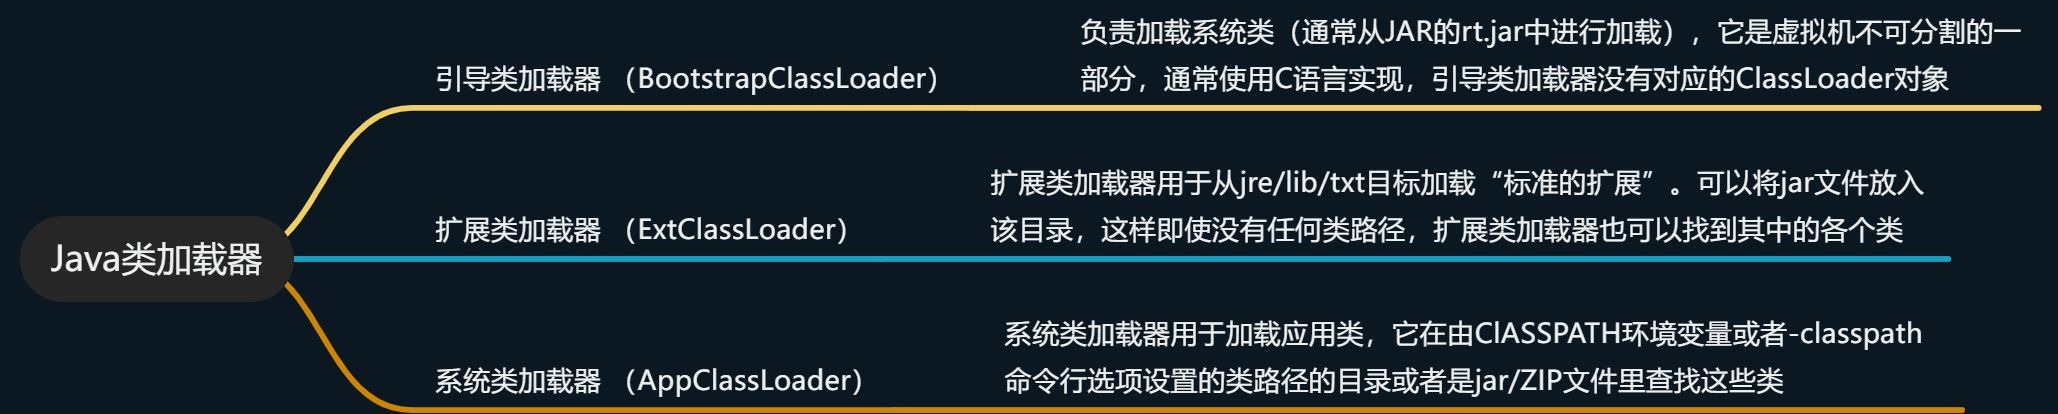 Java类加载器
引导类加载器 （BootstrapClassLoader）
负责加载系统类（通常从JAR的rt.jar中进行加载），它是虚拟机不可分割的一
部分，通常使用C语言实现，引导类加载器没有对应的ClassLoader对象
扩展类加载器 （ExtClassLoader）
扩展类加载器用于从jre/lib/txt目标加载“标准的扩展”。可以将jar文件放入
该目录，这样即使没有任何类路径，扩展类加载器也可以找到其中的各个类
系统类加载器 （AppClassLoader）
系统类加载器用于加载应用类，它在由ClASSPATH环境变量或者-classpath
命令行选项设置的类路径的目录或者是jar/ZIP文件里查找这些类